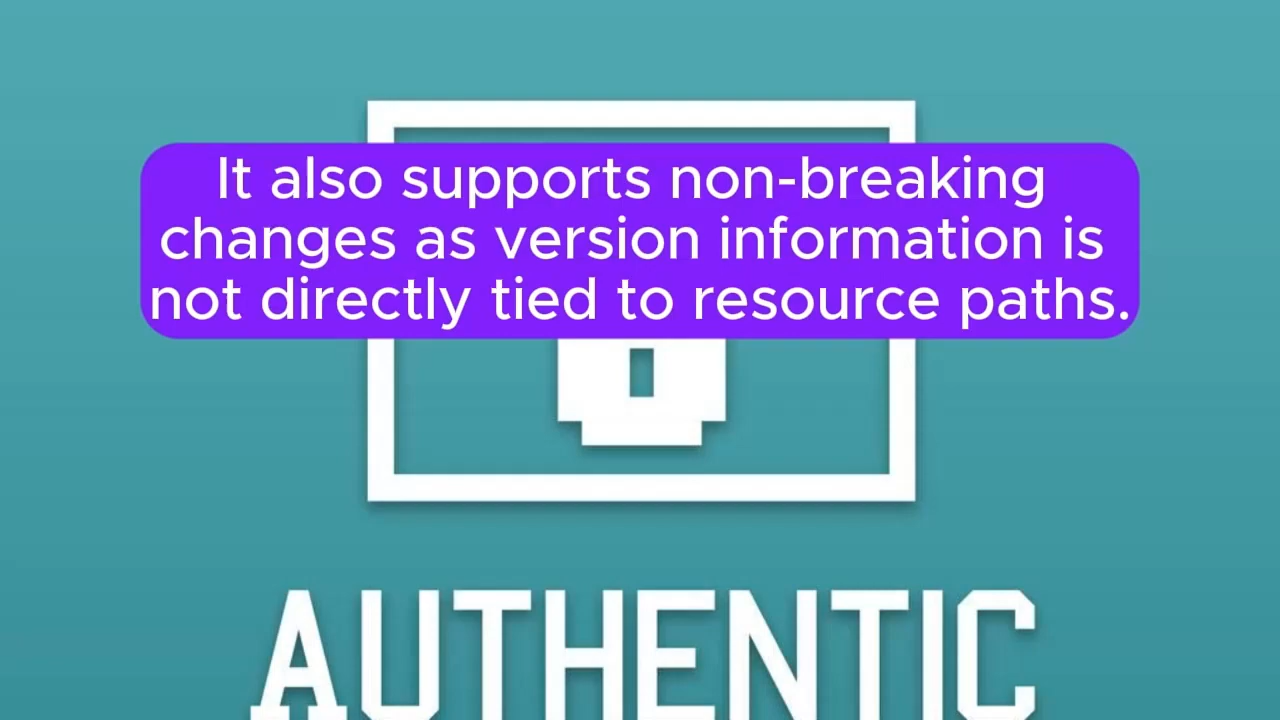 It also supports non-breaking
changes as version information is
not directly tied to resource paths.
AUTHENTIC